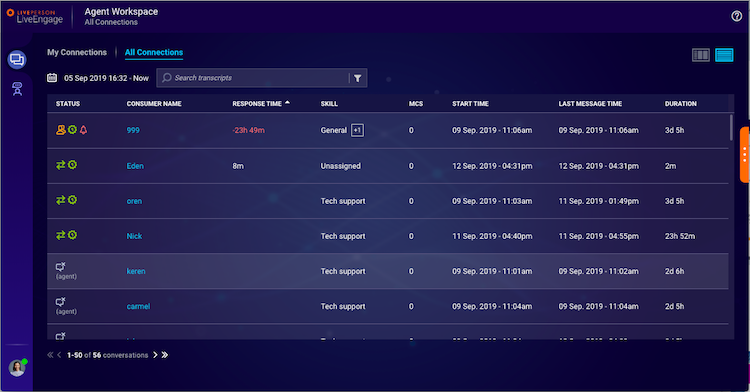 LIVEPERSON
LiveEngage
Agent Workspace
All Connections
My Connections All Connections
05 Sep 2019 16:32 - Now Search transcripts
STATUS CONSUMER NAME RESPONSE TIME SKILL MCS START TIME LAST MESSAGE TIME DURATION
999 -23h 49m General +1 0 09 Sep. 2019 - 11:06am 09 Sep. 2019 - 11:06am 3d 5h
Eden 8m Unassigned 0 12 Sep. 2019 - 04:31pm 12 Sep. 2019 - 04:31pm 2m
oren Tech support 0 09 Sep. 2019 - 11:03am 11 Sep. 2019 - 01:49pm 3d 5h
Nick Tech support 0 11 Sep. 2019 - 04:40pm 11 Sep. 2019 - 04:55pm 23h 52m
(agent) keren Tech support 0 09 Sep. 2019 - 11:01am 09 Sep. 2019 - 11:02am 2d 6h
(agent) carmel Tech support 0 09 Sep. 2019 - 11:04am 09 Sep. 2019 - 11:04am 2d 5h
1-50 of 56 conversations